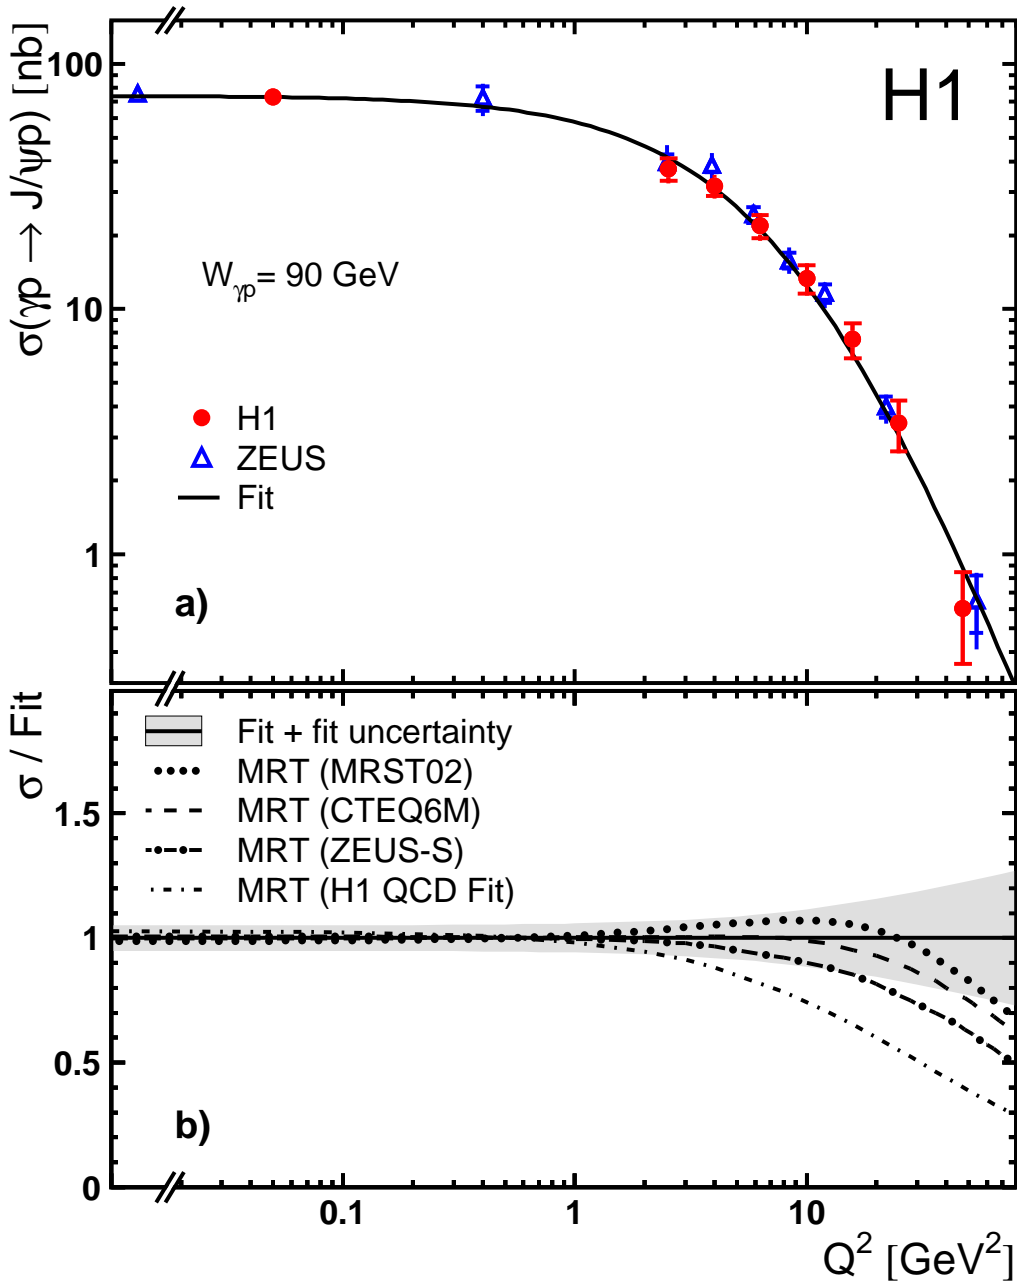 σ(γp → J/ψp) [nb]
H1
100
10
1
W_γp = 90 GeV
H1
ZEUS
Fit
a)
σ / Fit
Fit + fit uncertainty
MRT (MRST02)
MRT (CTEQ6M)
MRT (ZEUS-S)
MRT (H1 QCD Fit)
1.5
1
0.5
0
b)
0.1
1
10
Q² [GeV²]